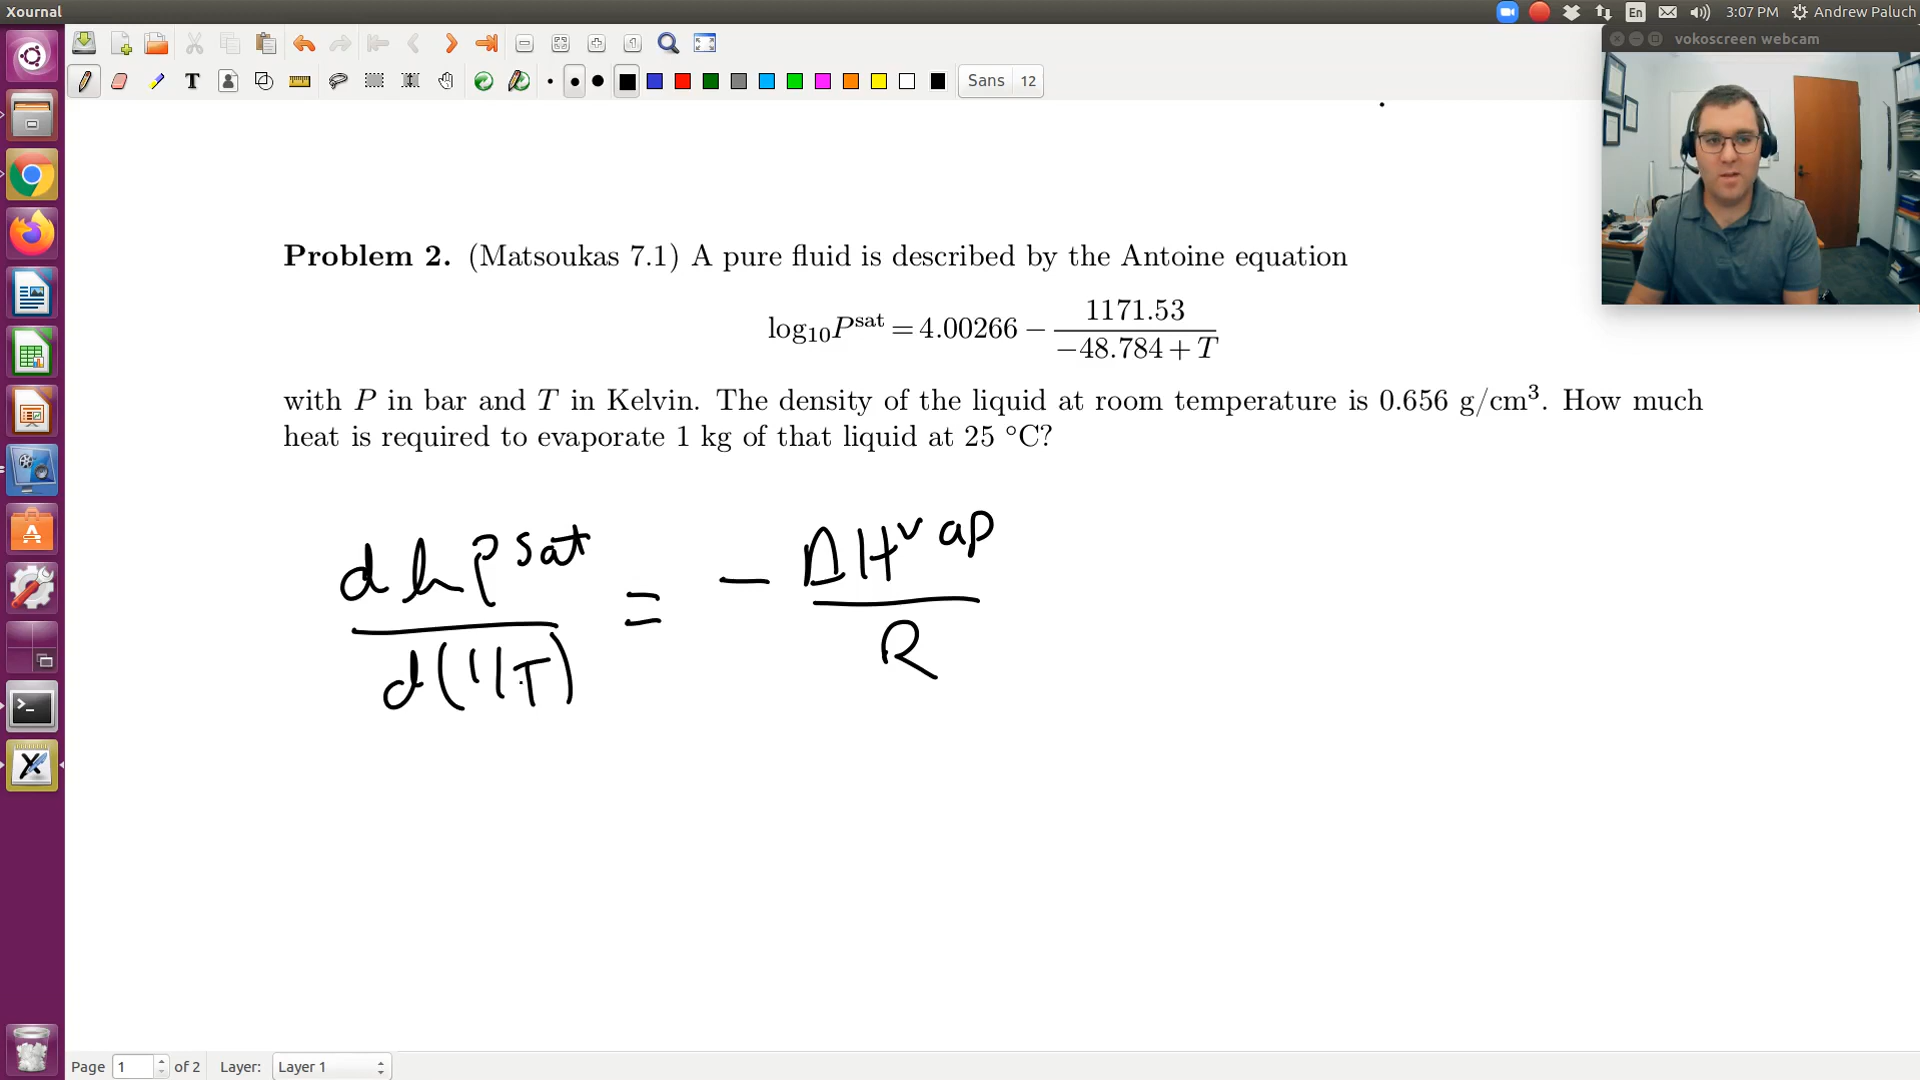 Xournal
En
3:07 PM
Andrew Paluch
vokoscreen webcam
Sans 12
Problem 2. (Matsoukas 7.1) A pure fluid is described by the Antoine equation
log₁₀Pˢᵃᵗ = 4.00266 − 1171.53 / (−48.784 + T)
with P in bar and T in Kelvin. The density of the liquid at room temperature is 0.656 g/cm³. How much
heat is required to evaporate 1 kg of that liquid at 25 °C?
d ln Pˢᵃᵗ / d(1/T) = − ΔHᵛᵃᵖ / R
Page 1 of 2 Layer: Layer 1